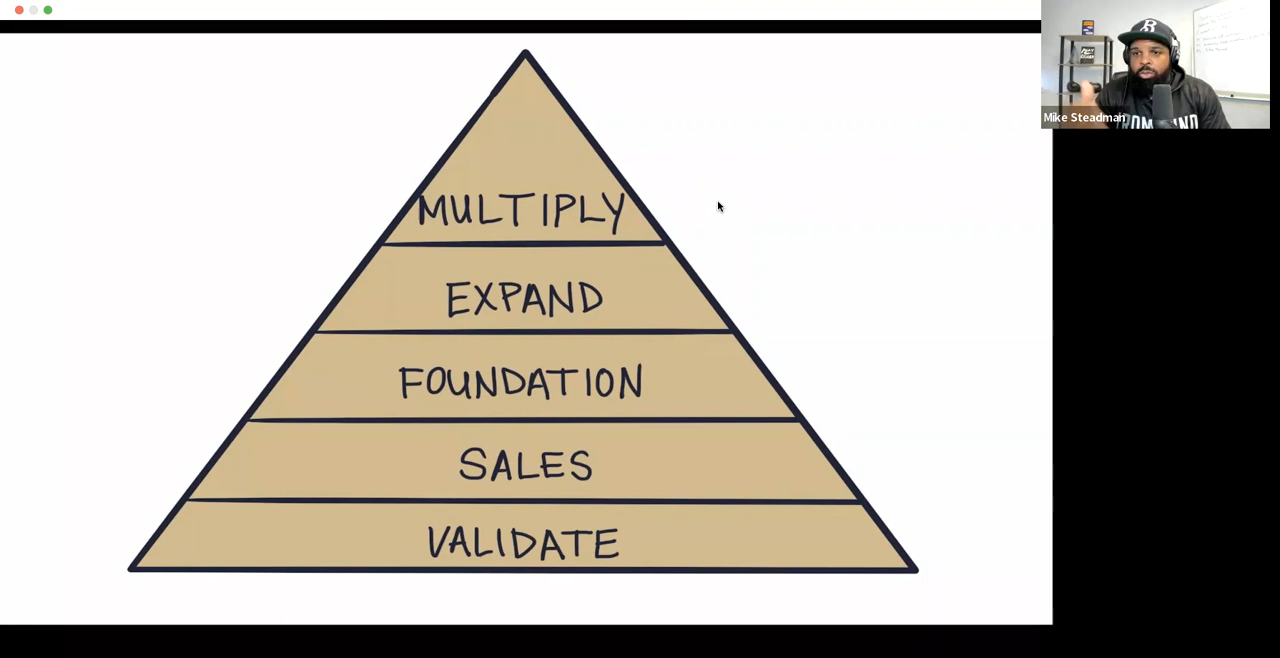 MULTIPLY
EXPAND
FOUNDATION
SALES
VALIDATE
Mike Steadman